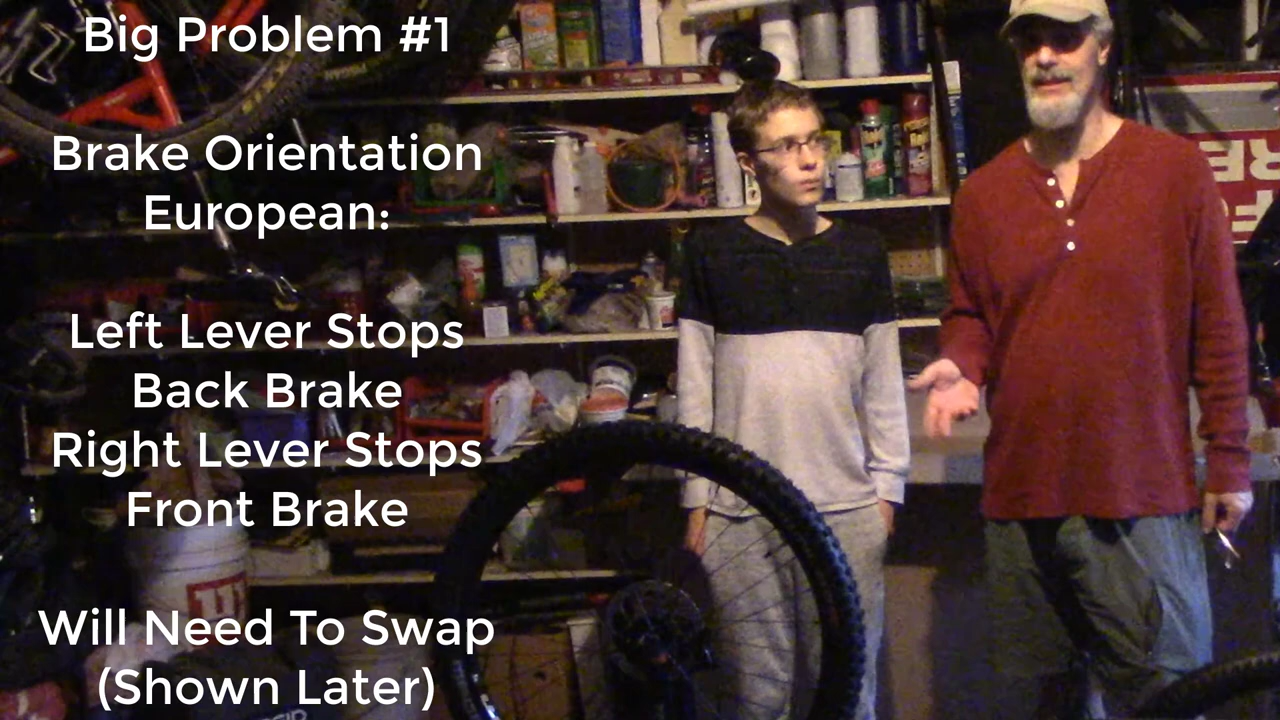 Big Problem #1
Brake Orientation
European:
Left Lever Stops
Back Brake
Right Lever Stops
Front Brake
Will Need To Swap
(Shown Later)